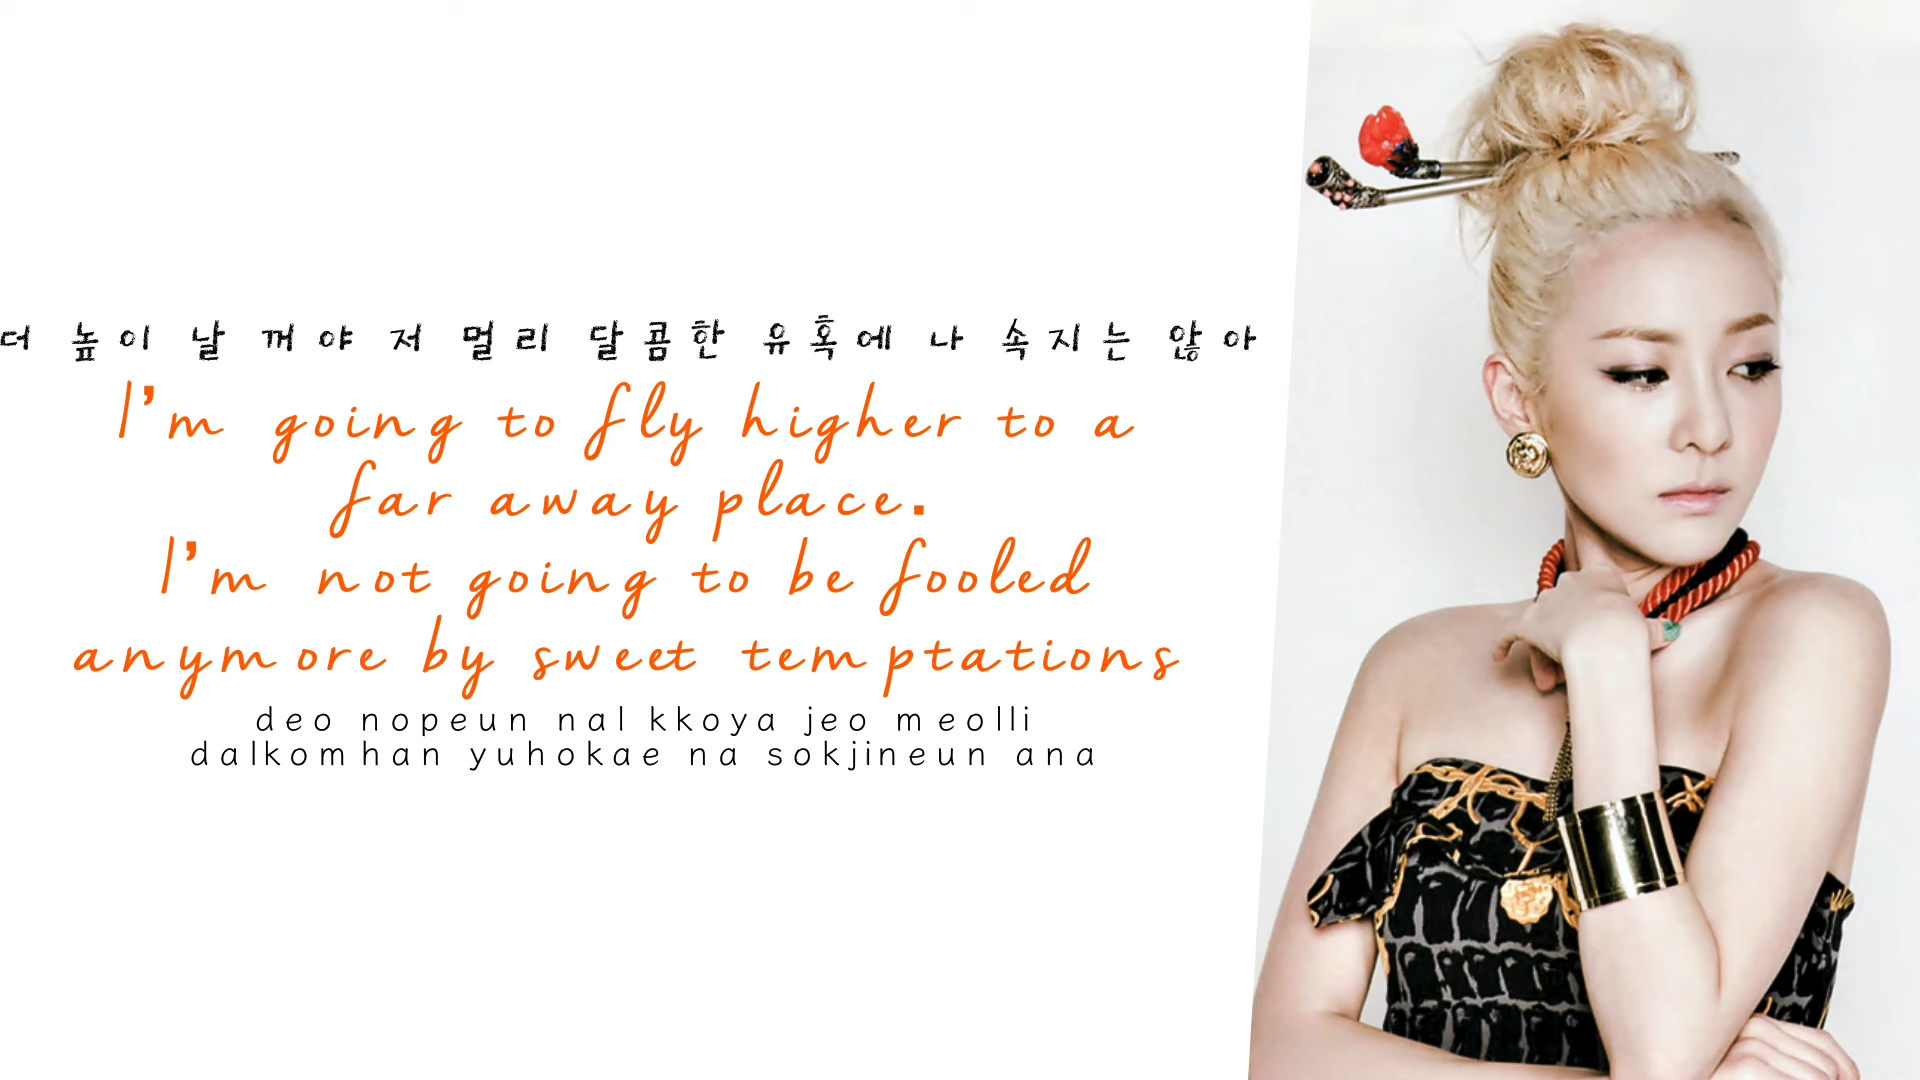 더 높이 날 꺼야 저 멀리 달콤한 유혹에 나 속지는 않아
I'm going to fly higher to a
far away place.
I'm not going to be fooled
anymore by sweet temptations
deo nopeun nal kkoya jeo meolli
dalkomhan yuhokae na sokjineun ana